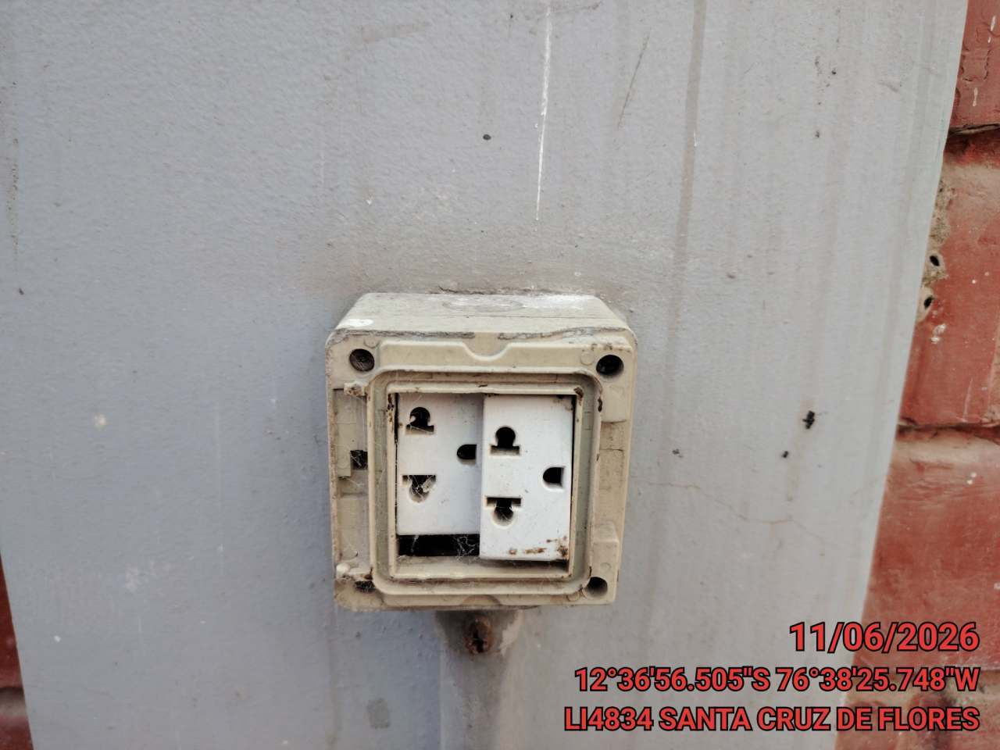 11/06/2026
12°36'56.505"S 76°38'25.748"W
LI4834 SANTA CRUZ DE FLORES